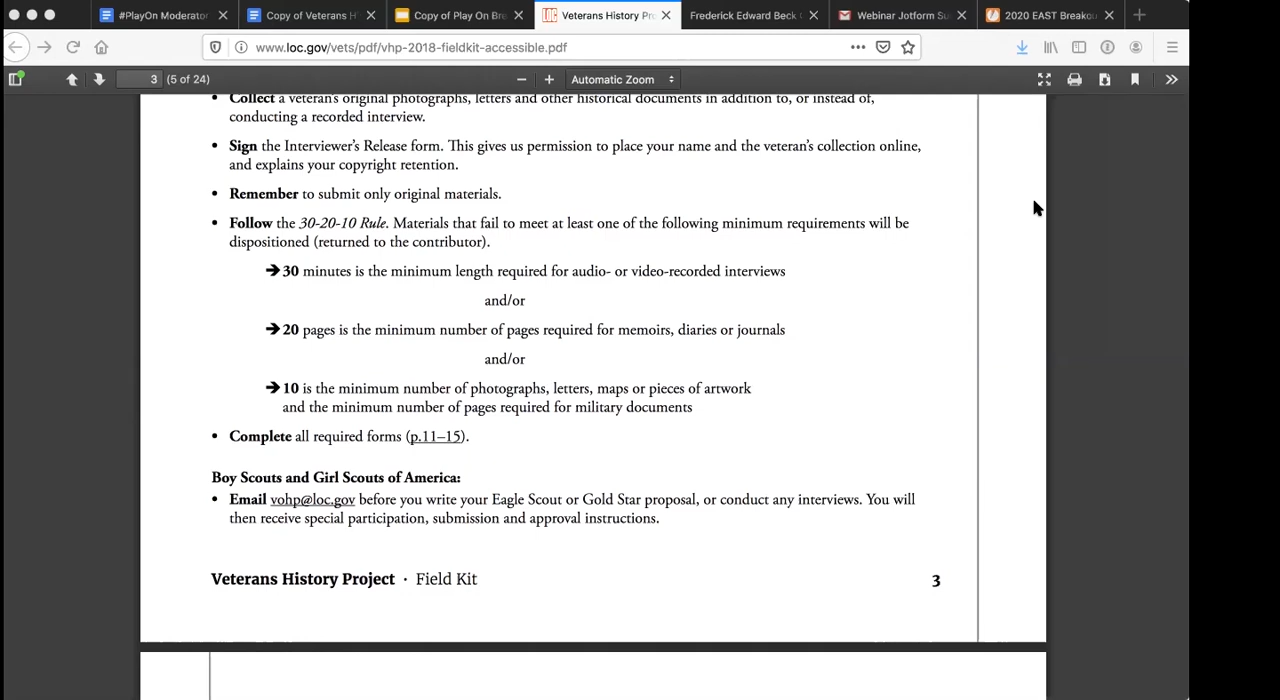 #PlayOn Moderator
Copy of Veterans H
Copy of Play On Bre
Veterans History Pro
Frederick Edward Beck
Webinar Jotform Su
2020 EAST Breakou
www.loc.gov/vets/pdf/vhp-2018-fieldkit-accessible.pdf
3 (5 of 24)
Automatic Zoom
Collect a veteran's original photographs, letters and other historical documents in addition to, or instead of,
conducting a recorded interview.
• Sign the Interviewer's Release form. This gives us permission to place your name and the veteran's collection online,
and explains your copyright retention.
• Remember to submit only original materials.
• Follow the 30-20-10 Rule. Materials that fail to meet at least one of the following minimum requirements will be
dispositioned (returned to the contributor).
➔ 30 minutes is the minimum length required for audio- or video-recorded interviews
and/or
➔ 20 pages is the minimum number of pages required for memoirs, diaries or journals
and/or
➔ 10 is the minimum number of photographs, letters, maps or pieces of artwork
and the minimum number of pages required for military documents
• Complete all required forms (p.11–15).
Boy Scouts and Girl Scouts of America:
• Email vohp@loc.gov before you write your Eagle Scout or Gold Star proposal, or conduct any interviews. You will
then receive special participation, submission and approval instructions.
Veterans History Project · Field Kit
3